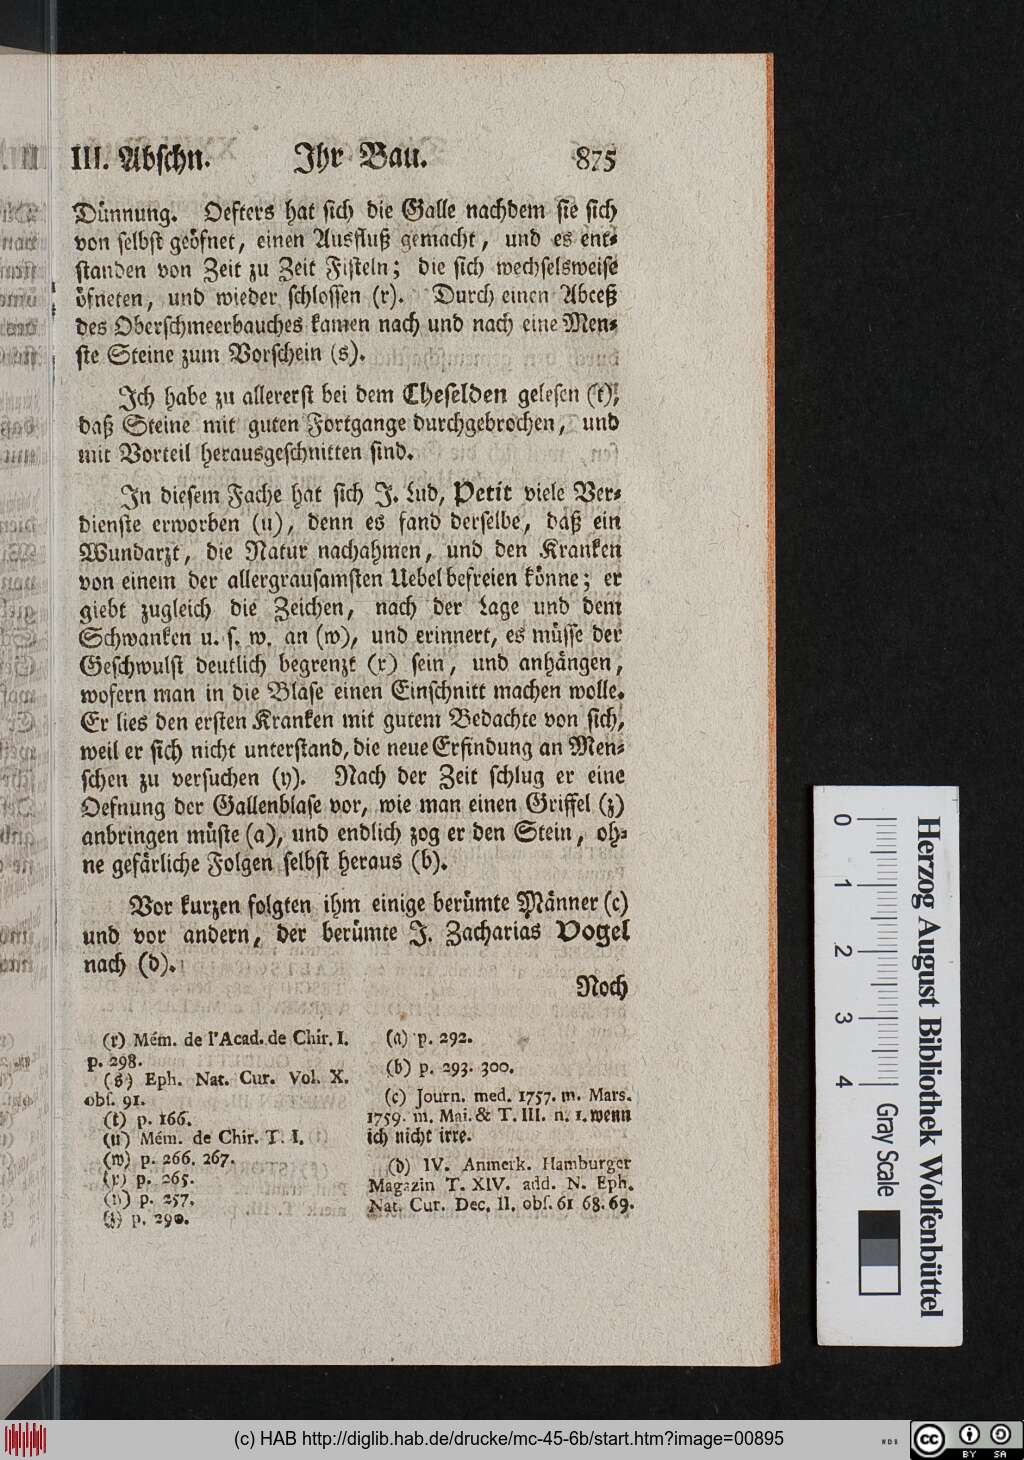 III. Abschn. Ihr Bau. 875
Dünnung. Oefters hat sich die Galle nachdem sie sich
von selbst geöfnet, einen Ausfluß gemacht, und es ent-
standen von Zeit zu Zeit Fisteln; die sich wechselsweise
öfneten, und wieder schlossen (r). Durch einen Abceß
des Oberschmeerbauches kamen nach und nach eine Men-
ste Steine zum Vorschein (s).
Ich habe zu allererst bei dem Cheselden gelesen (t),
daß Steine mit guten Fortgange durchgebrochen, und
mit Vorteil herausgeschnitten sind.
In diesem Fache hat sich J. Lud, Petit viele Ver-
dienste erworben (u), denn es fand derselbe, daß ein
Wundarzt, die Natur nachahmen, und den Kranken
von einem der allergrausamsten Uebel befreien könne; er
giebt zugleich die Zeichen, nach der Lage und dem
Schwanken u. s. w. an (w), und erinnert, es müsse der
Geschwulst deutlich begrenzt (x) sein, und anhängen,
wofern man in die Blase einen Einschnitt machen wolle.
Er lies den ersten Kranken mit gutem Bedachte von sich,
weil er sich nicht unterstand, die neue Erfindung an Men-
schen zu versuchen (y). Nach der Zeit schlug er eine
Oefnung der Gallenblase vor, wie man einen Griffel (z)
anbringen müste (a), und endlich zog er den Stein, oh-
ne gefärliche Folgen selbst heraus (b).
Vor kurzen folgten ihm einige berümte Männer (c)
und vor andern, der berümte J. Zacharias Vogel
nach (d).
Noch
(r) Mém. de l'Acad. de Chir. I.
p. 298.
(s) Eph. Nat. Cur. Vol. X.
obs. 91.
(t) p. 166.
(u) Mém. de Chir. T. I.
(w) p. 266. 267.
(x) p. 265.
(y) p. 257.
(z) p. 290.
(a) p. 292.
(b) p. 293. 300.
(c) Journ. med. 1757. m. Mars.
1759. m. Mai. & T. III. n. 1. wenn
ich nicht irre.
(d) IV. Anmerk. Hamburger
Magazin T. XIV. add. N. Eph.
Nat. Cur. Dec. II. obs. 61 68. 69.
0 1 2 3 4
Gray Scale
Herzog August Bibliothek Wolfenbüttel
(c) HAB http://diglib.hab.de/drucke/mc-45-6b/start.htm?image=00895
WDB
cc BY SA